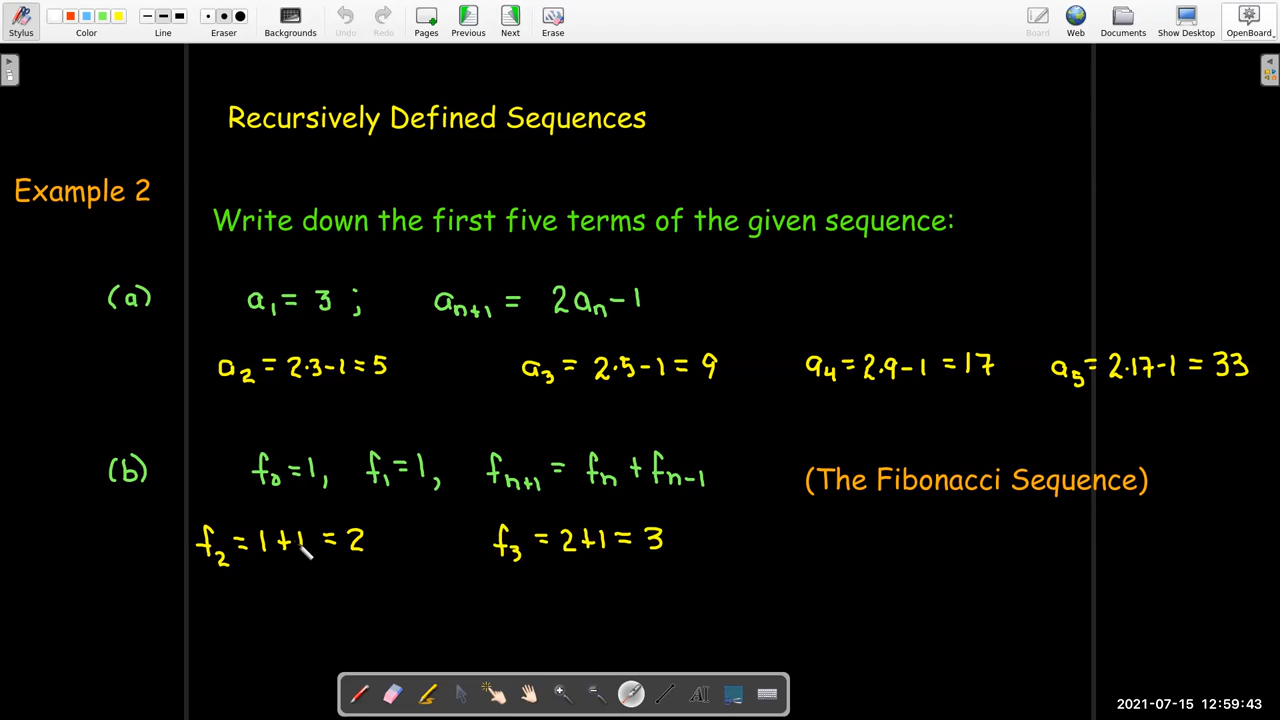 Stylus Color Line Eraser Backgrounds Undo Redo Pages Previous Next Erase Board Web Documents Show Desktop OpenBoard
Recursively Defined Sequences
Example 2
Write down the first five terms of the given sequence:
(a) a₁ = 3 ; aₙ₊₁ = 2aₙ - 1
a₂ = 2·3-1 = 5 a₃ = 2·5-1 = 9 a₄ = 2·9-1 = 17 a₅ = 2·17-1 = 33
(b) f₀ = 1, f₁ = 1, fₙ₊₁ = fₙ + fₙ₋₁ (The Fibonacci Sequence)
f₂ = 1+1 = 2 f₃ = 2+1 = 3
AI
2021-07-15 12:59:43